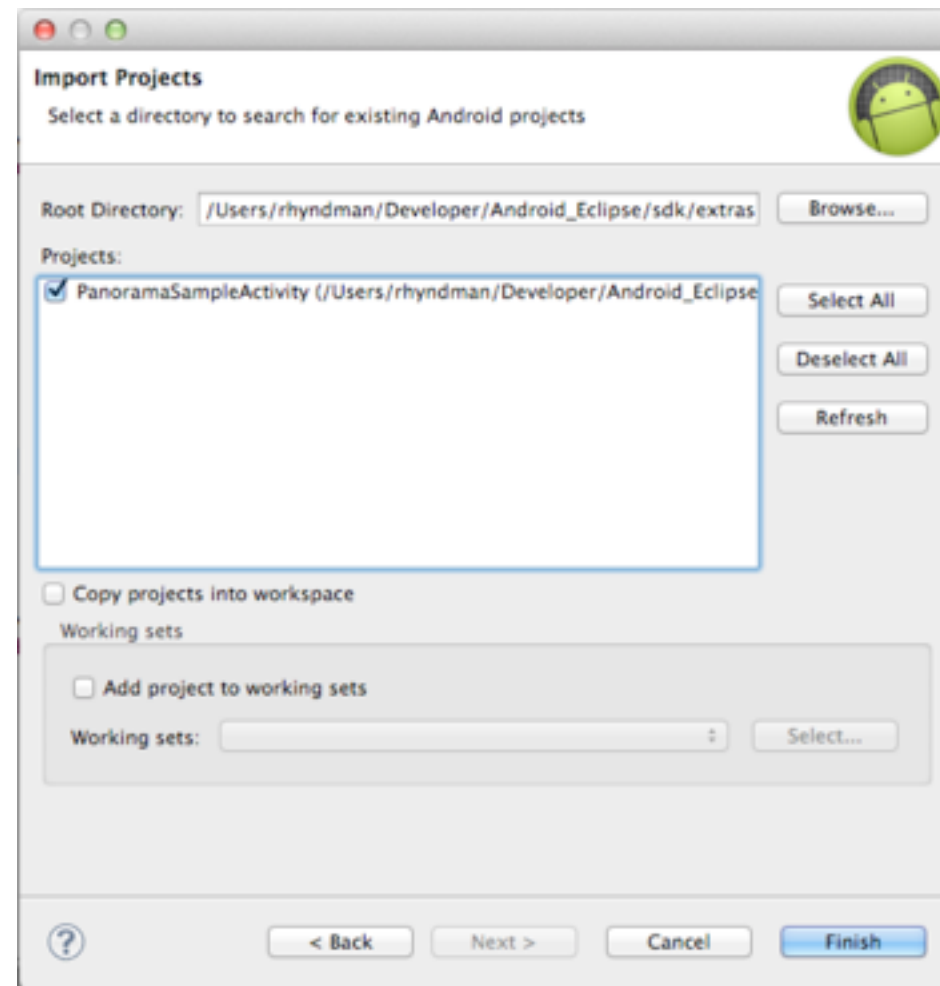 Import Projects
Select a directory to search for existing Android projects
Root Directory: /Users/rhyndman/Developer/Android_Eclipse/sdk/extras Browse...
Projects:
PanoramaSampleActivity (/Users/rhyndman/Developer/Android_Eclipse
Select All
Deselect All
Refresh
Copy projects into workspace
Working sets
Add project to working sets
Working sets: Select...
? < Back Next > Cancel Finish